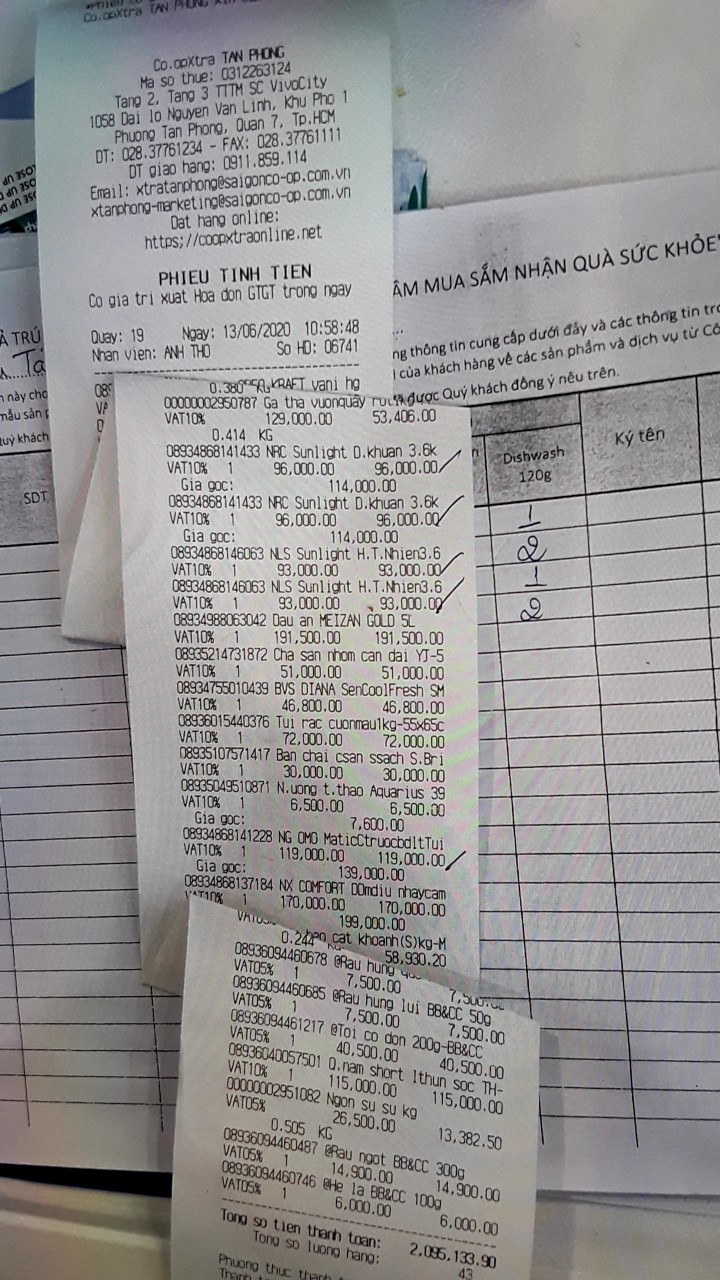 Co.opXtra TAN PHONG
Co.opXtra TAN PHONG
Ma so thue: 0312263124
Tang 2, Tang 3 TTTM SC VivoCity
1058 Dai lo Nguyen Van Linh, Khu Pho 1
Phuong Tan Phong, Quan 7, Tp.HCM
DT: 028.37761234 - FAX: 028.37761111
DT giao hang: 0911.859.114
Email: xtratanphong@saigonco-op.com.vn
xtanphong-marketing@saigonco-op.com.vn
Dat hang online:
https;//coopxtraonline.net
PHIEU TINH TIEN
Co gia tri xuat Hoa don GTGT trong ngay
Quay: 19 Ngay: 13/06/2020 10:58:48
Nhan vien: ANH THO So HD: 06741
0.380 KRAFT vani hg
00000002950787 Ga tha vuonquay
VAT10% 129,000.00 53,406.00
0.414 KG
08934868141433 NRC Sunlight D.khuan 3.6k
VAT10% 1 96,000.00 96,000.00
Gia goc: 114,000.00
08934868141433 NRC Sunlight D.khuan 3.6k
VAT10% 1 96,000.00 96,000.00
Gia goc: 114,000.00
08934868146063 NLS Sunlight H.T.Nhien3.6
VAT10% 1 93,000.00 93,000.00
08934868146063 NLS Sunlight H.T.Nhien3.6
VAT10% 1 93,000.00 93,000.00
08934988063042 Dau an MEIZAN GOLD 5L
VAT10% 1 191,500.00 191,500.00
08935214731872 Cha san nhom can dai YJ-5
VAT10% 1 51,000.00 51,000.00
08934755010439 BVS DIANA SenCoolFresh SM
VAT10% 1 46,800.00 46,800.00
08936015440376 Tui rac cuonmau1kg-55x65c
VAT10% 1 72,000.00 72,000.00
08935107571417 Ban chai csan ssach S.Bri
VAT10% 1 30,000.00 30,000.00
08935049510871 N.uong t.thao Aquarius 39
VAT10% 1 6,500.00 6,500.00
Gia goc: 7,600.00
08934868141228 NG OMO MaticCtruocbdltTui
VAT10% 1 119,000.00 119,000.00
Gia goc: 139,000.00
08934868137184 NX COMFORT DDmdiu nhaycam
VAT10% 1 170,000.00 170,000.00
199,000.00
cat khoanh(S)kg-M
0.244 58,930.20
08936094460678 @Rau hung
VAT05% 1 7,500.00 7,500.00
08936094460685 @Rau hung lui BB&CC 50g
VAT05% 1 7,500.00 7,500.00
08936094461217 @Toi co don 200g-BB&CC
VAT05% 1 40,500.00 40,500.00
08936040057501 Q.nam short lthun soc TH-
VAT10% 1 115,000.00 115,000.00
00000002951082 Ngon su su kg
VAT05% 26,500.00 13,382.50
0.505 KG
08936094460487 @Rau ngot BB&CC 300g
VAT05% 1 14,900.00 14,900.00
08936094460746 @He la BB&CC 100g
VAT05% 1 6,000.00 6,000.00
Tong so tien thanh toan: 2,095,133.90
Tong so luong hang: 43
Phuong thuc thanh
ÂM MUA SẮM NHẬN QUÀ SỨC KHỎE"
ng thông tin cung cấp dưới đây và các thông tin
của khách hàng về các sản phẩm và dịch vụ từ
được Quý khách đồng ý nêu trên.
Dishwash
120g
Ký tên
1
2
1
2
này cho
mẫu sản
quý khách
SDT